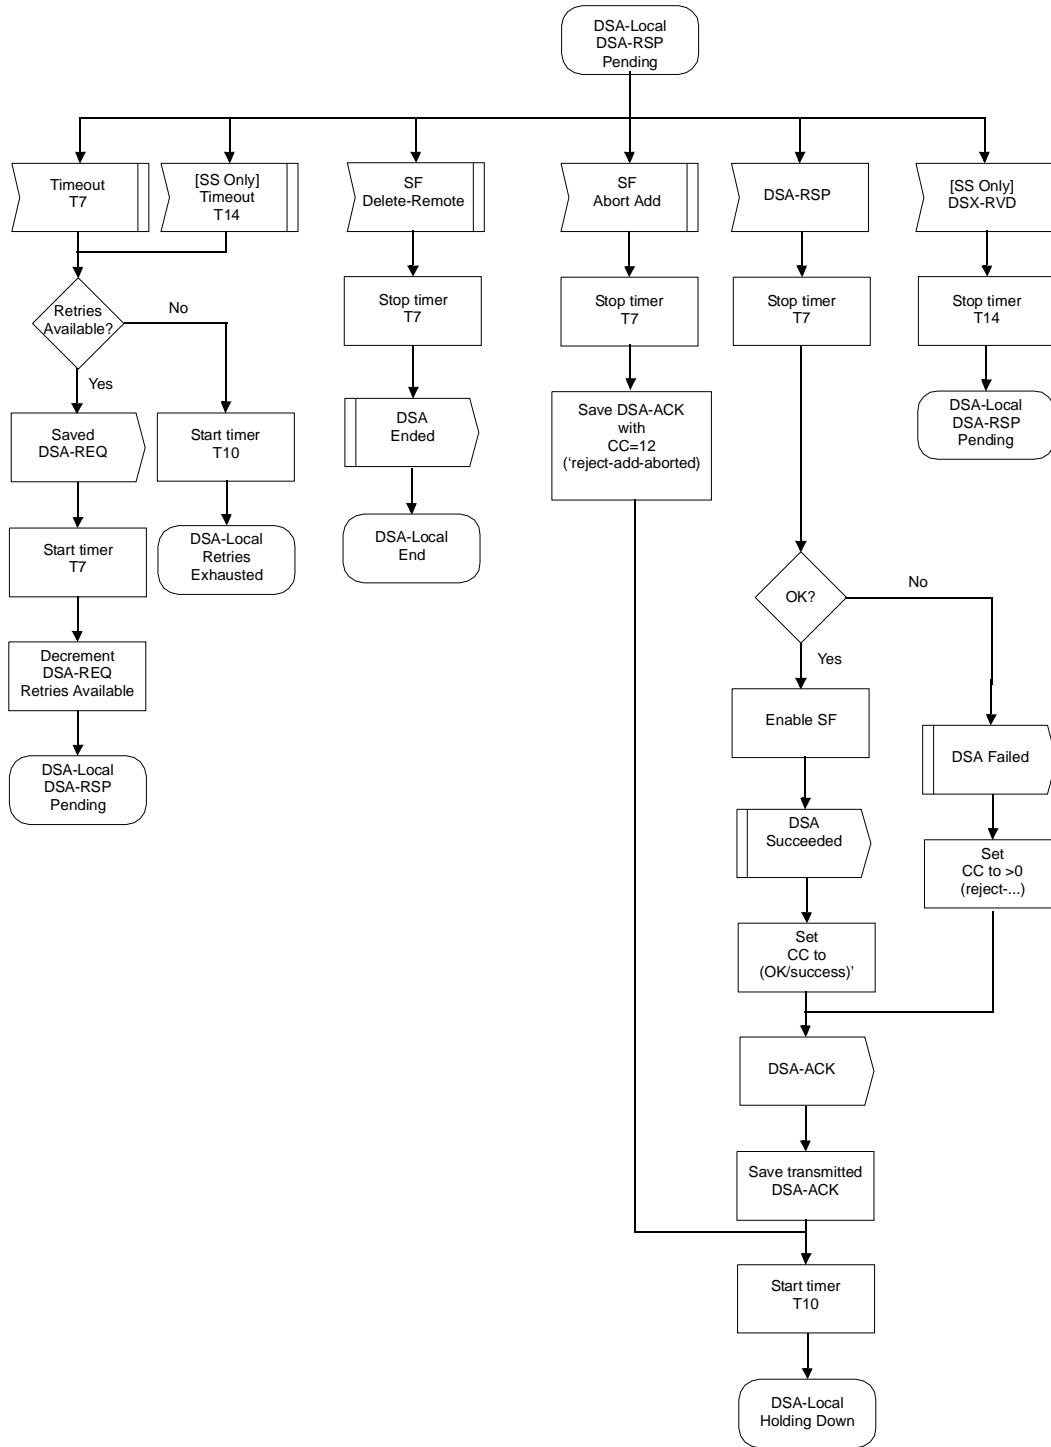 DSA-Local
DSA-RSP
Pending
Timeout
T7
[SS Only]
Timeout
T14
SF
Delete-Remote
SF
Abort Add
DSA-RSP
[SS Only]
DSX-RVD
Retries
Available?
No
Yes
Stop timer
T7
Stop timer
T7
Stop timer
T7
Stop timer
T14
Saved
DSA-REQ
Start timer
T10
DSA
Ended
Save DSA-ACK
with
CC=12
(‘reject-add-aborted)
DSA-Local
DSA-RSP
Pending
Start timer
T7
DSA-Local
Retries
Exhausted
DSA-Local
End
OK?
No
Yes
Decrement
DSA-REQ
Retries Available
Enable SF
DSA Failed
DSA-Local
DSA-RSP
Pending
DSA
Succeeded
Set
CC to >0
(reject-...)
Set
CC to
(OK/success)’
DSA-ACK
Save transmitted
DSA-ACK
Start timer
T10
DSA-Local
Holding Down